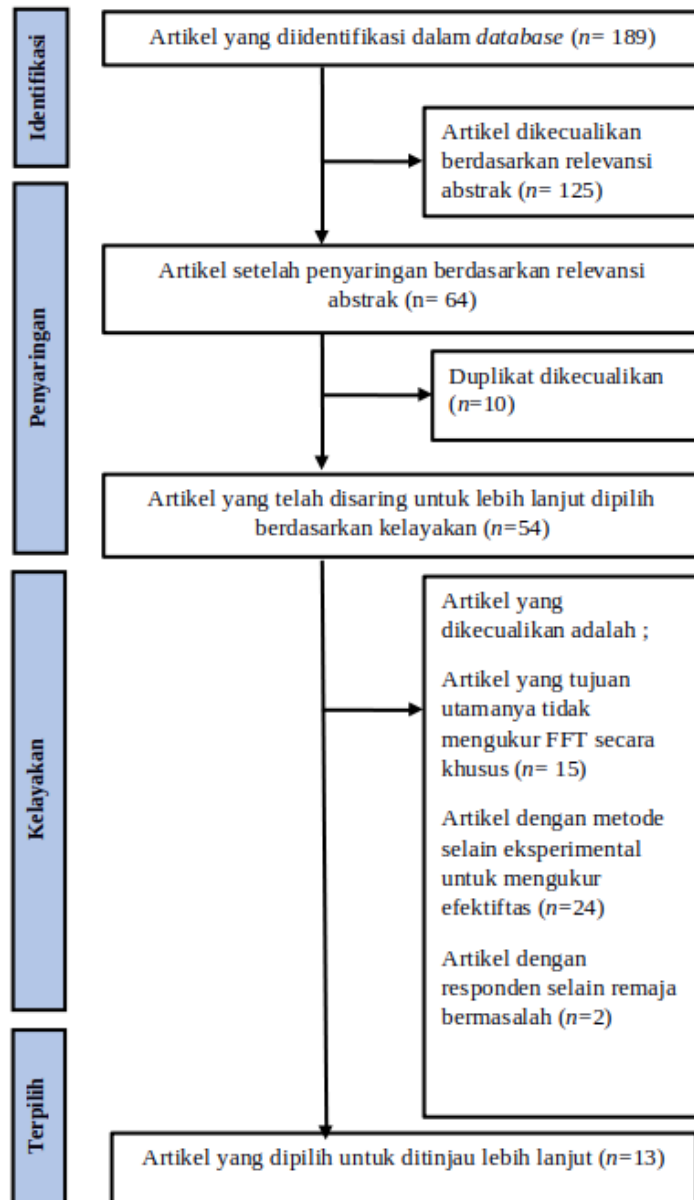 Identifikasi
Artikel yang diidentifikasi dalam database (n= 189)
Artikel dikecualikan
berdasarkan relevansi
abstrak (n= 125)
Penyaringan
Artikel setelah penyaringan berdasarkan relevansi
abstrak (n= 64)
Duplikat dikecualikan
(n=10)
Artikel yang telah disaring untuk lebih lanjut dipilih
berdasarkan kelayakan (n=54)
Kelayakan
Artikel yang
dikecualikan adalah ;
Artikel yang tujuan
utamanya tidak
mengukur FFT secara
khusus (n= 15)
Artikel dengan metode
selain eksperimental
untuk mengukur
efektiftas (n=24)
Artikel dengan
responden selain remaja
bermasalah (n=2)
Terpilih
Artikel yang dipilih untuk ditinjau lebih lanjut (n=13)